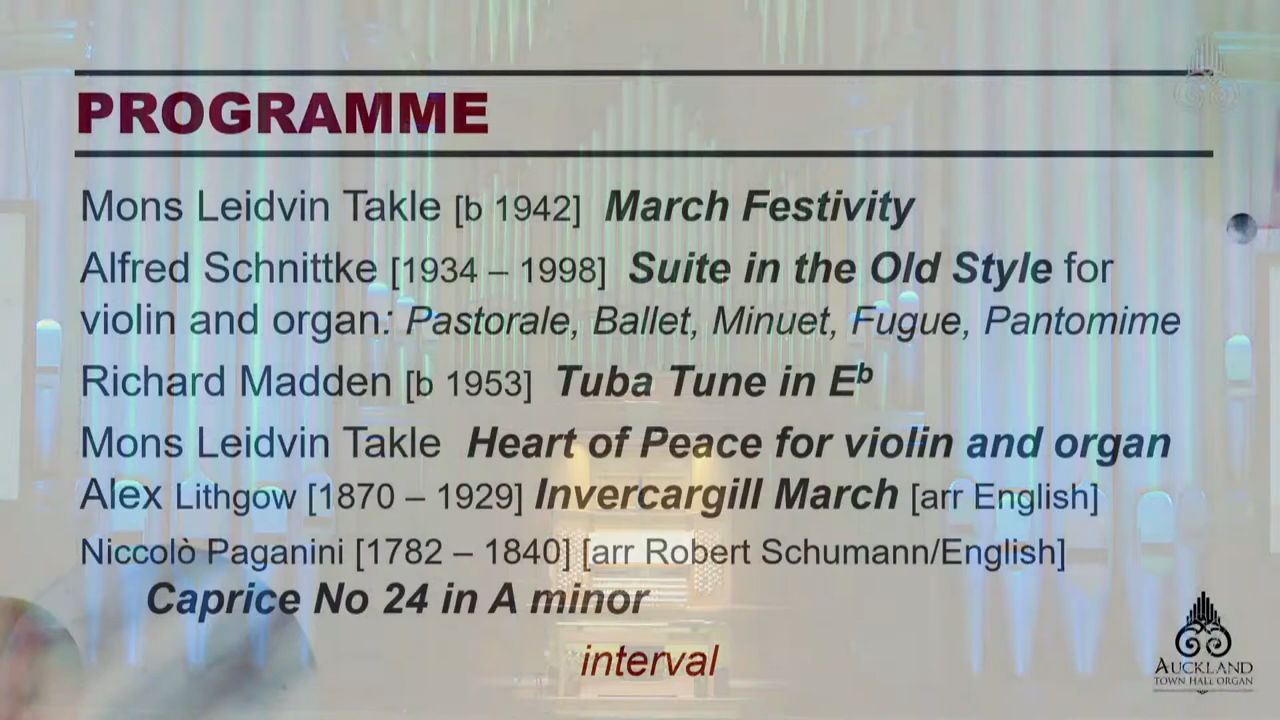 PROGRAMME
Mons Leidvin Takle [b 1942] March Festivity
Alfred Schnittke [1934 – 1998] Suite in the Old Style for
violin and organ: Pastorale, Ballet, Minuet, Fugue, Pantomime
Richard Madden [b 1953] Tuba Tune in Eb
Mons Leidvin Takle Heart of Peace for violin and organ
Alex Lithgow [1870 – 1929] Invercargill March [arr English]
Niccolò Paganini [1782 – 1840] [arr Robert Schumann/English]
Caprice No 24 in A minor
interval
AUCKLAND
TOWN HALL ORGAN